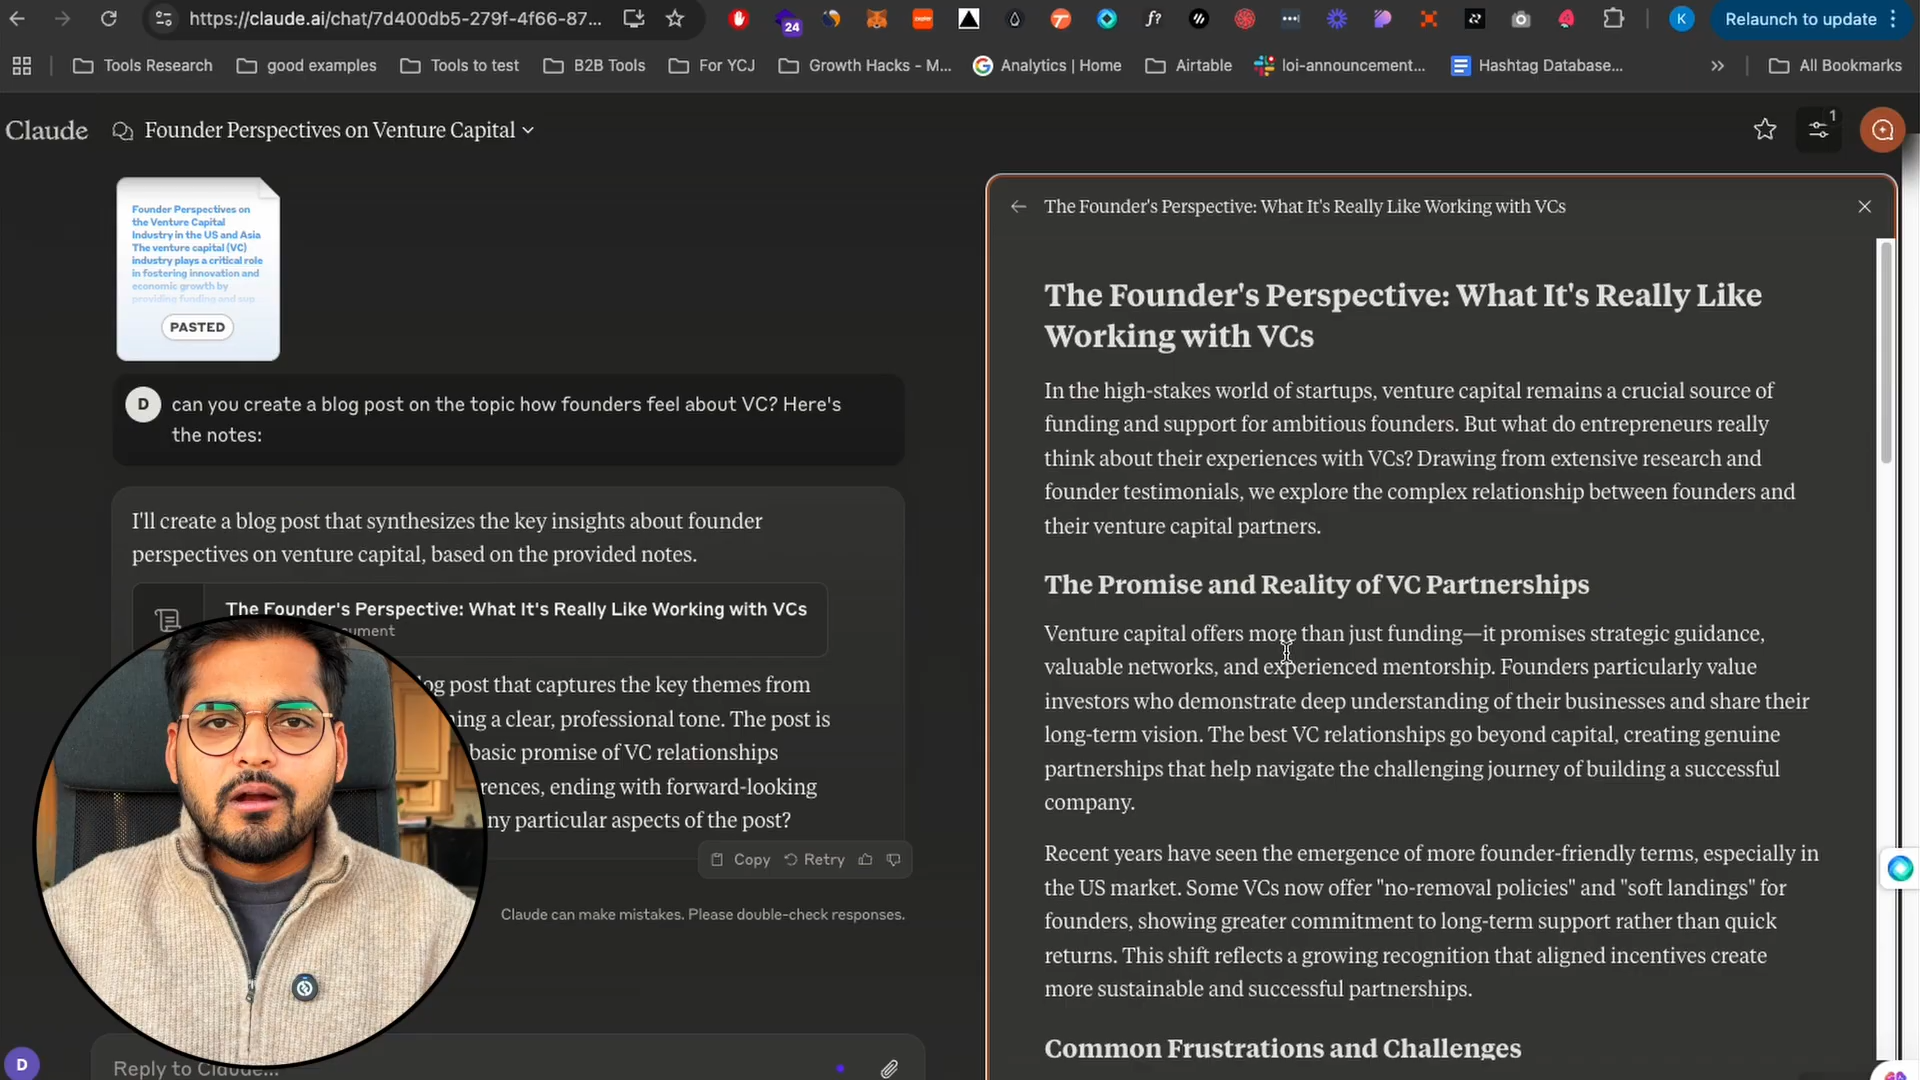 https://claude.ai/chat/7d400db5-279f-4f66-87...
24
K
Relaunch to update
Tools Research
good examples
Tools to test
B2B Tools
For YCJ
Growth Hacks - M...
Analytics | Home
Airtable
loi-announcement...
Hashtag Database...
All Bookmarks
Claude
Founder Perspectives on Venture Capital
1
Founder Perspectives on
the Venture Capital
Industry in the US and Asia
The venture capital (VC)
industry plays a critical role
in fostering innovation and
economic growth by
providing funding and sup
PASTED
D
can you create a blog post on the topic how founders feel about VC? Here's
the notes:
I'll create a blog post that synthesizes the key insights about founder
perspectives on venture capital, based on the provided notes.
The Founder's Perspective: What It's Really Like Working with VCs
log post that captures the key themes from
a clear, professional tone. The post is
basic promise of VC relationships
ending with forward-looking
particular aspects of the post?
Copy
Retry
Claude can make mistakes. Please double-check responses.
Reply to Claude...
D
The Founder's Perspective: What It's Really Like Working with VCs
The Founder's Perspective: What It's Really Like
Working with VCs
In the high-stakes world of startups, venture capital remains a crucial source of
funding and support for ambitious founders. But what do entrepreneurs really
think about their experiences with VCs? Drawing from extensive research and
founder testimonials, we explore the complex relationship between founders and
their venture capital partners.
The Promise and Reality of VC Partnerships
Venture capital offers more than just funding—it promises strategic guidance,
valuable networks, and experienced mentorship. Founders particularly value
investors who demonstrate deep understanding of their businesses and share their
long-term vision. The best VC relationships go beyond capital, creating genuine
partnerships that help navigate the challenging journey of building a successful
company.
Recent years have seen the emergence of more founder-friendly terms, especially in
the US market. Some VCs now offer "no-removal policies" and "soft landings" for
founders, showing greater commitment to long-term support rather than quick
returns. This shift reflects a growing recognition that aligned incentives create
more sustainable and successful partnerships.
Common Frustrations and Challenges